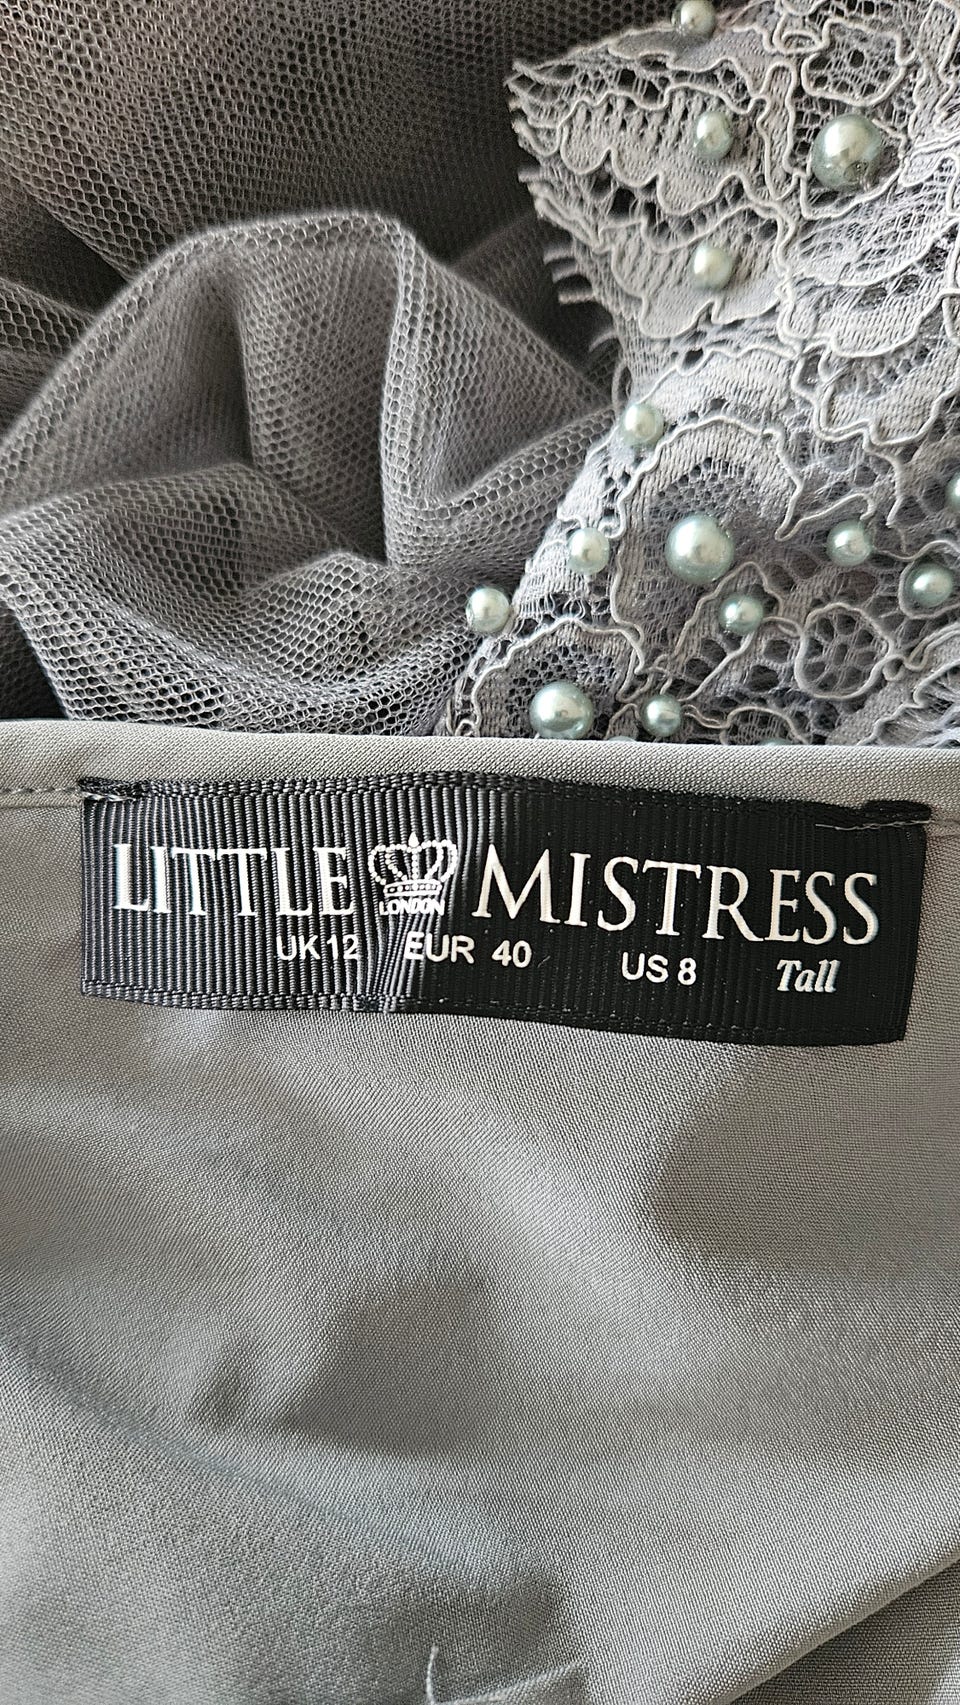 LITTLE LONDON MISTRESS
UK 12 EUR 40 US 8 Tall